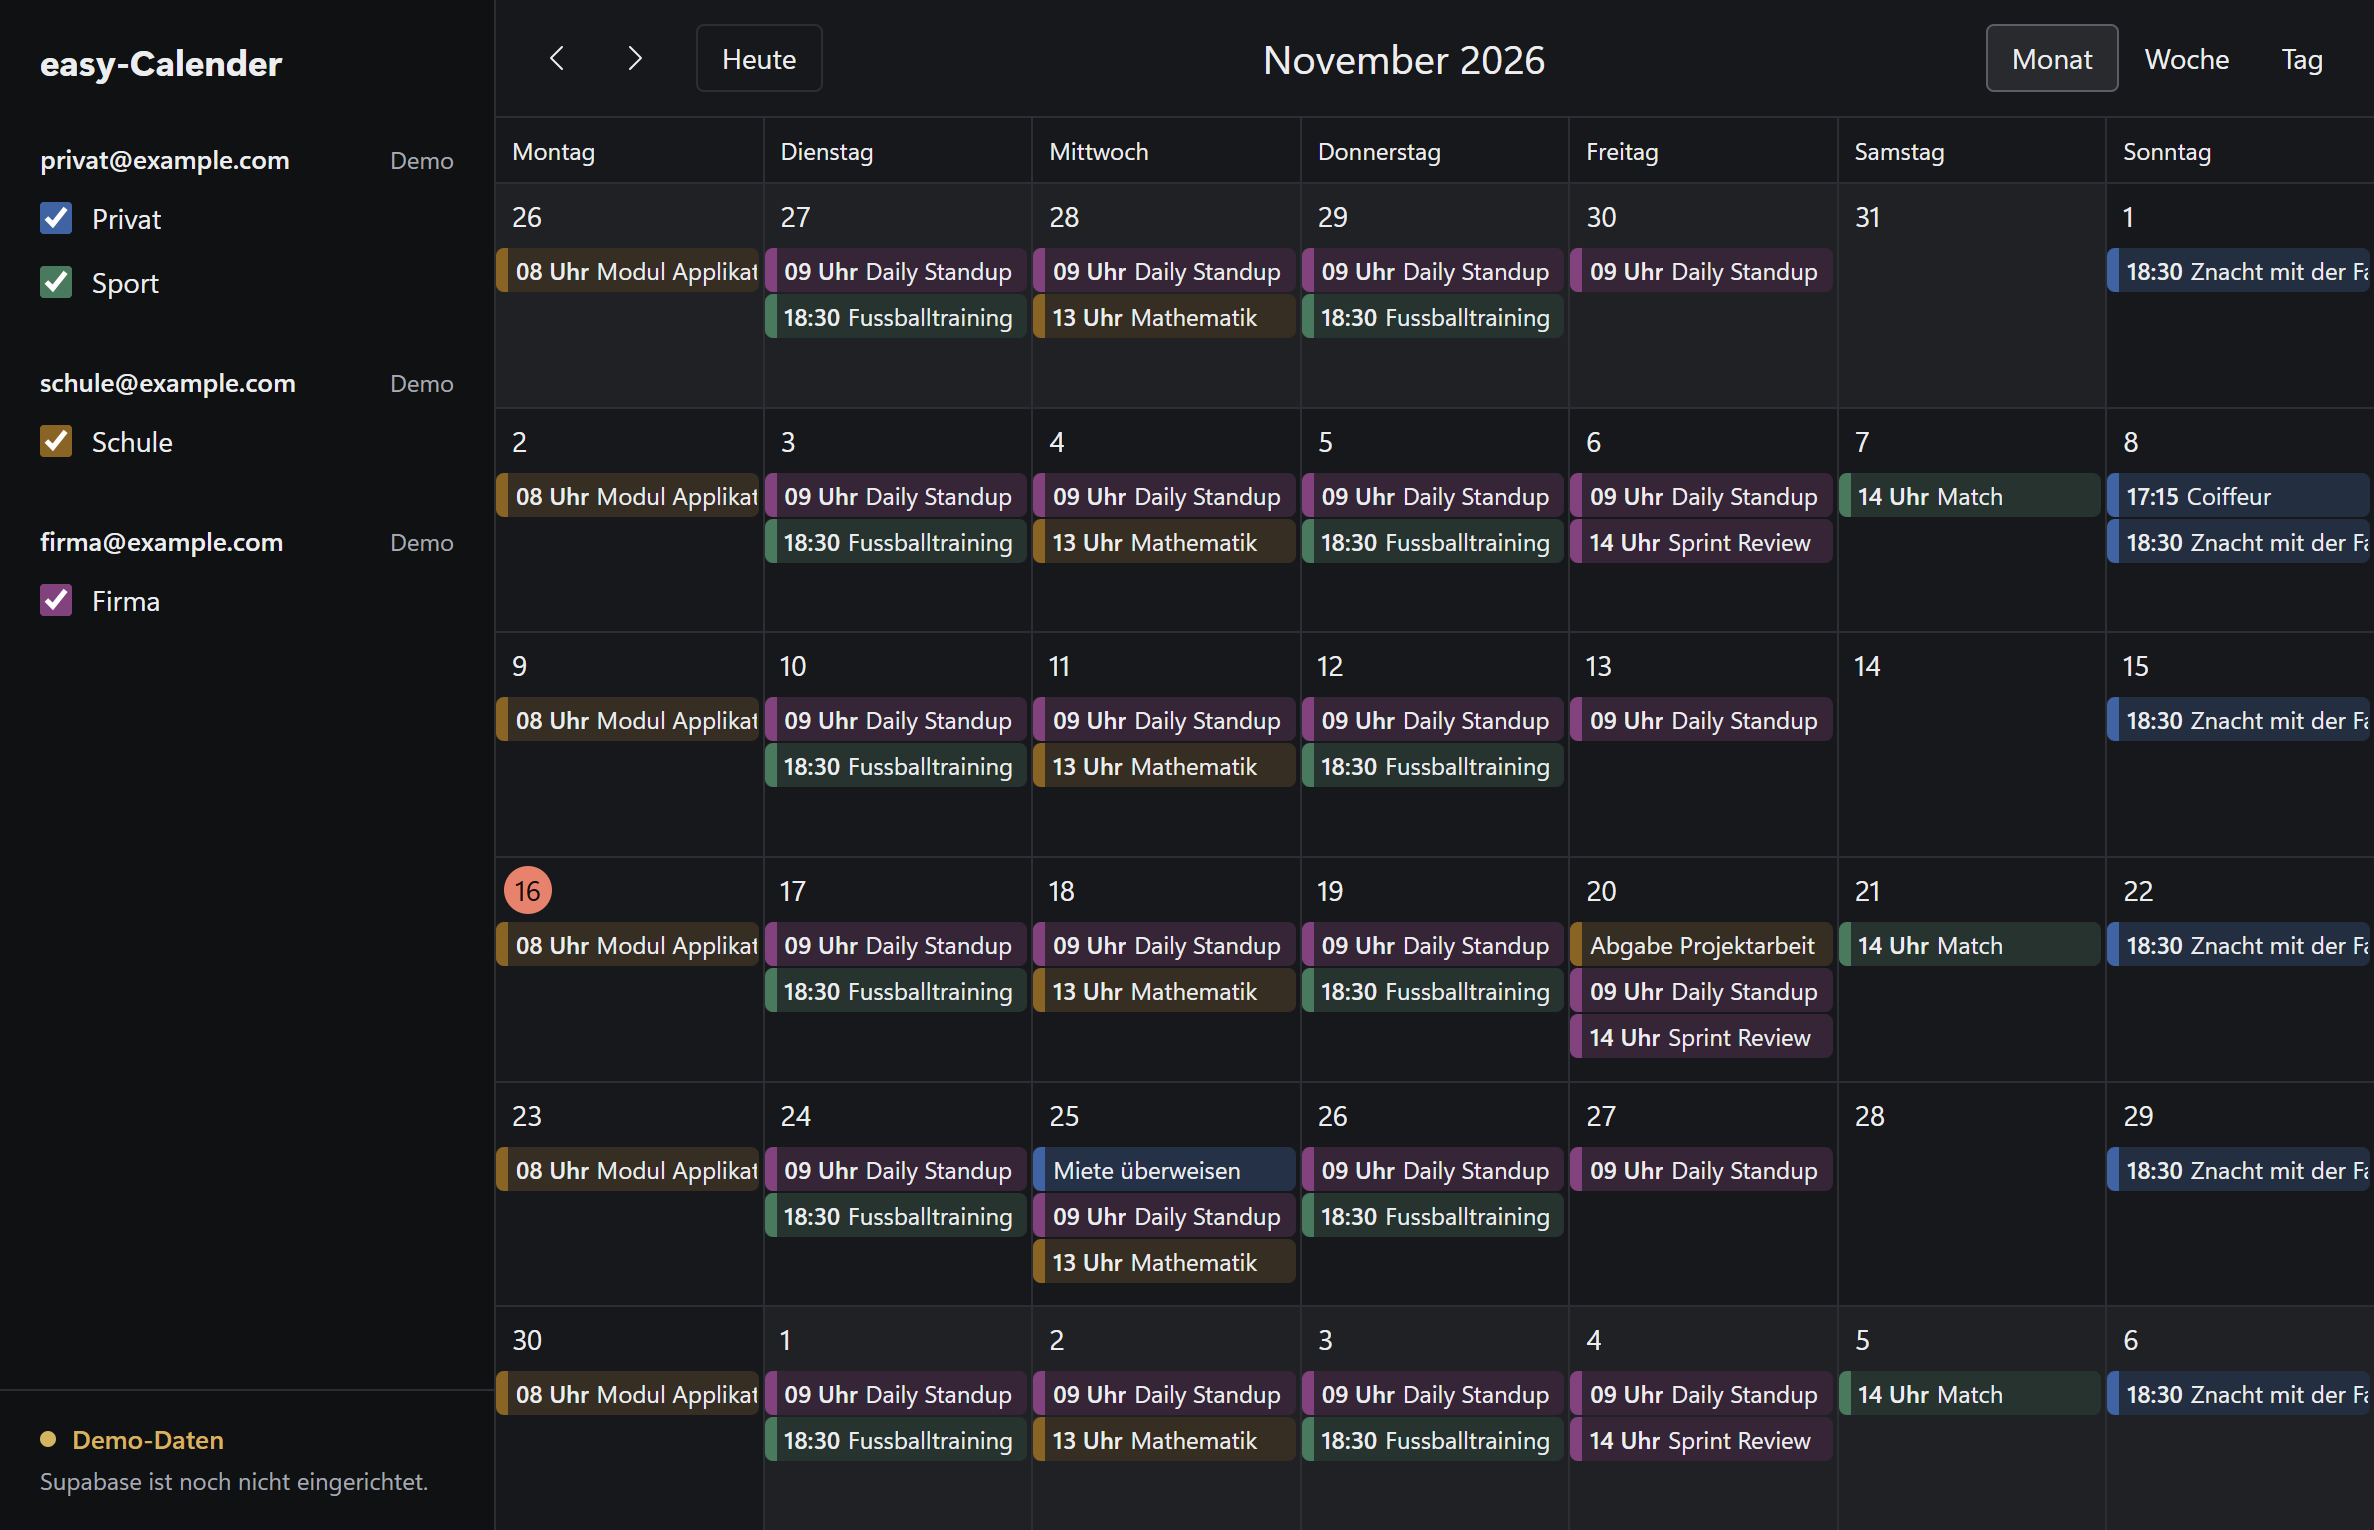 easy-Calender
privat@example.com Demo
Privat
Sport
schule@example.com Demo
Schule
firma@example.com Demo
Firma
Demo-Daten
Supabase ist noch nicht eingerichtet.
Heute November 2026 Monat Woche Tag
Montag Dienstag Mittwoch Donnerstag Freitag Samstag Sonntag
26 27 28 29 30 31 1
08 Uhr Modul Applikat 09 Uhr Daily Standup 09 Uhr Daily Standup 09 Uhr Daily Standup 09 Uhr Daily Standup 18:30 Znacht mit der Fa
18:30 Fussballtraining 13 Uhr Mathematik 18:30 Fussballtraining
2 3 4 5 6 7 8
08 Uhr Modul Applikat 09 Uhr Daily Standup 09 Uhr Daily Standup 09 Uhr Daily Standup 09 Uhr Daily Standup 14 Uhr Match 17:15 Coiffeur
18:30 Fussballtraining 13 Uhr Mathematik 18:30 Fussballtraining 14 Uhr Sprint Review 18:30 Znacht mit der Fa
9 10 11 12 13 14 15
08 Uhr Modul Applikat 09 Uhr Daily Standup 09 Uhr Daily Standup 09 Uhr Daily Standup 09 Uhr Daily Standup 18:30 Znacht mit der Fa
18:30 Fussballtraining 13 Uhr Mathematik 18:30 Fussballtraining
16 17 18 19 20 21 22
08 Uhr Modul Applikat 09 Uhr Daily Standup 09 Uhr Daily Standup 09 Uhr Daily Standup Abgabe Projektarbeit 14 Uhr Match 18:30 Znacht mit der Fa
18:30 Fussballtraining 13 Uhr Mathematik 18:30 Fussballtraining 09 Uhr Daily Standup
14 Uhr Sprint Review
23 24 25 26 27 28 29
08 Uhr Modul Applikat 09 Uhr Daily Standup Miete überweisen 09 Uhr Daily Standup 09 Uhr Daily Standup 18:30 Znacht mit der Fa
18:30 Fussballtraining 09 Uhr Daily Standup 18:30 Fussballtraining
13 Uhr Mathematik
30 1 2 3 4 5 6
08 Uhr Modul Applikat 09 Uhr Daily Standup 09 Uhr Daily Standup 09 Uhr Daily Standup 09 Uhr Daily Standup 14 Uhr Match 18:30 Znacht mit der Fa
18:30 Fussballtraining 13 Uhr Mathematik 18:30 Fussballtraining 14 Uhr Sprint Review